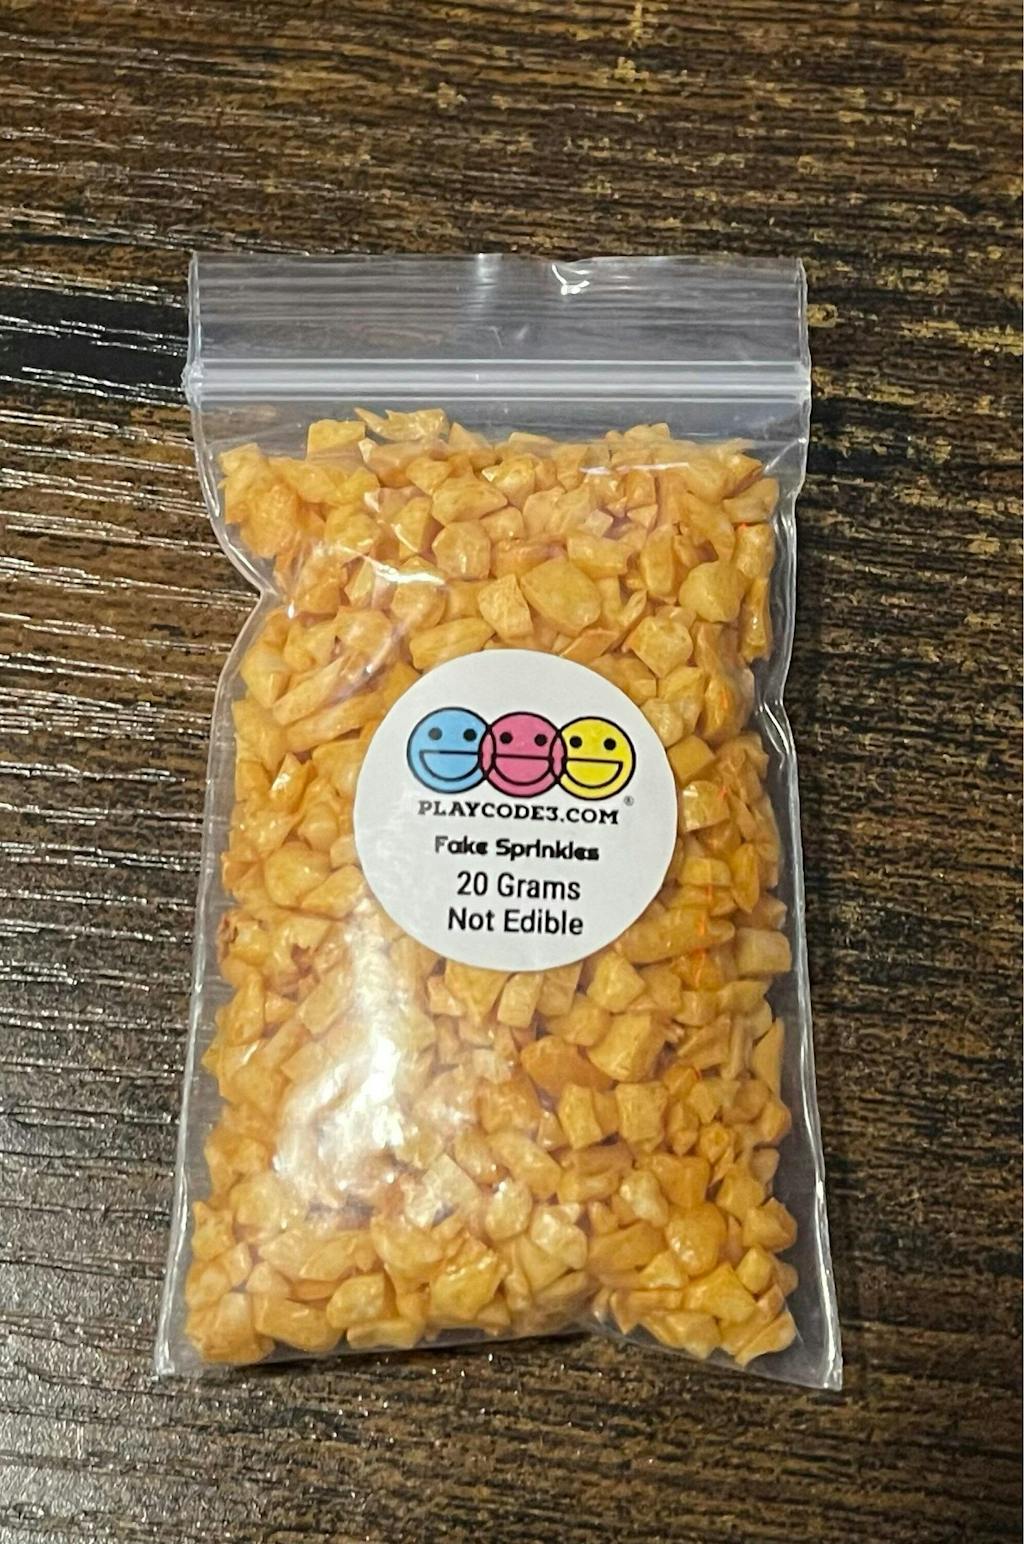 PLAYCODE3.COM®
Fake Sprinkles
20 Grams
Not Edible